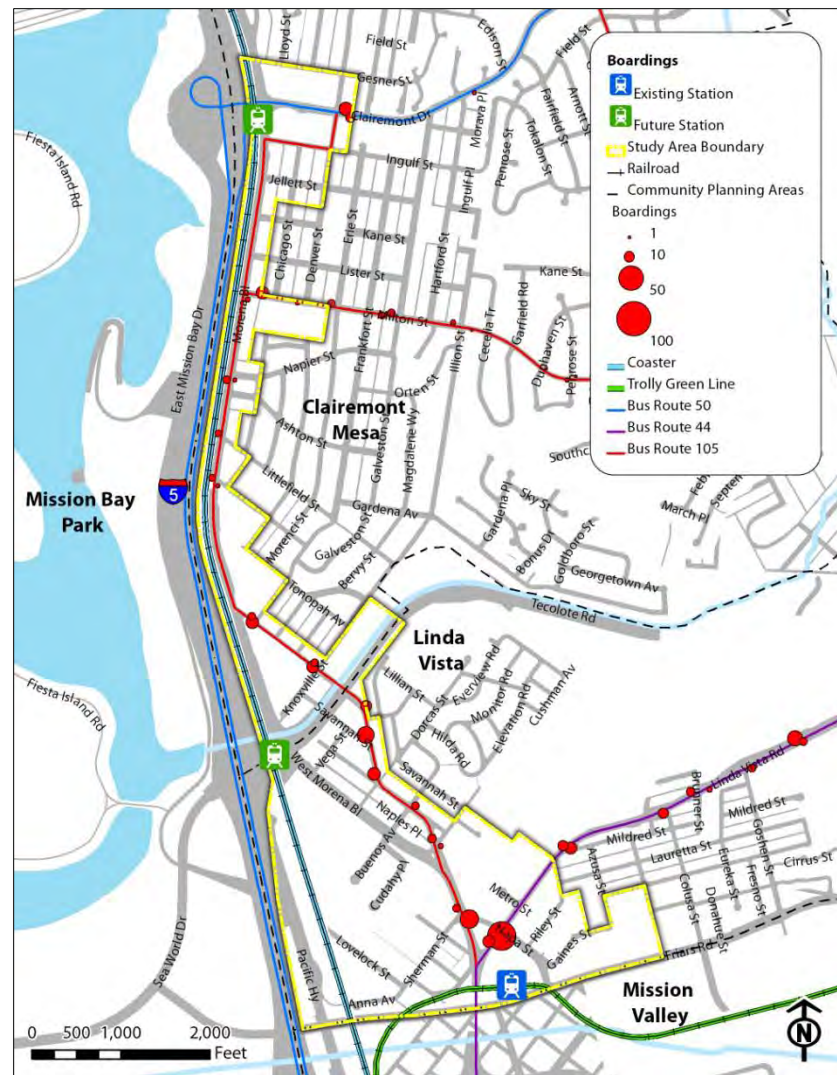 Lloyd St
Field St
Edison St
Field St
Gesner St
Clairemont Dr
Morava Pl
Fairfield St
Arnott St
Tokalon St
Penrose St
Ingulf St
Ingulf Pl
Jellett St
Chicago St
Denver St
Erie St
Kane St
Hartford St
Lister St
Kane St
Fiesta Island Rd
East Mission Bay Dr
Morena Bl
Milton St
Illion St
Cecelia Tr
Garfield Rd
Duohaven St
Penrose St
Frankfort St
Napier St
Orten St
Clairemont
Mesa
Ashton St
Galveston St
Magdalene Wy
Mission Bay
Park
5
Littlefield St
Gardena Av
Morenci St
Galveston St
Bervy St
Gardena Pl
Sky St
Bonus Dr
Goldboro St
Georgetown Av
March Pl
Southc
Feb
Septem
Tonopah Av
Tecolote Rd
Linda
Vista
Knoxville St
Lillian St
Dorcas St
Everview Rd
Monitor Rd
Elevation Rd
Cushman Av
Hilda Rd
Fiesta Island Rd
Savannah St
Vega St
West Morena Bl
Savannah St
Naples Pl
Buenos Av
Cudahy Pl
Linda Vista Rd
Brunner St
Mildred St
Mildred St
Goshen St
Lauretta St
Azusa St
Cirrus St
Eureka St
Fresno St
Colusa St
Donahue St
Metro St
Riley St
Napa St
Gaines St
Friars Rd
Sea World Dr
Pacific Hy
Lovelock St
Sherman St
Anna Av
Mission
Valley
0 500 1,000 2,000
Feet
N
Boardings
Existing Station
Future Station
Study Area Boundary
Railroad
Community Planning Areas
Boardings
1
10
50
100
Coaster
Trolly Green Line
Bus Route 50
Bus Route 44
Bus Route 105